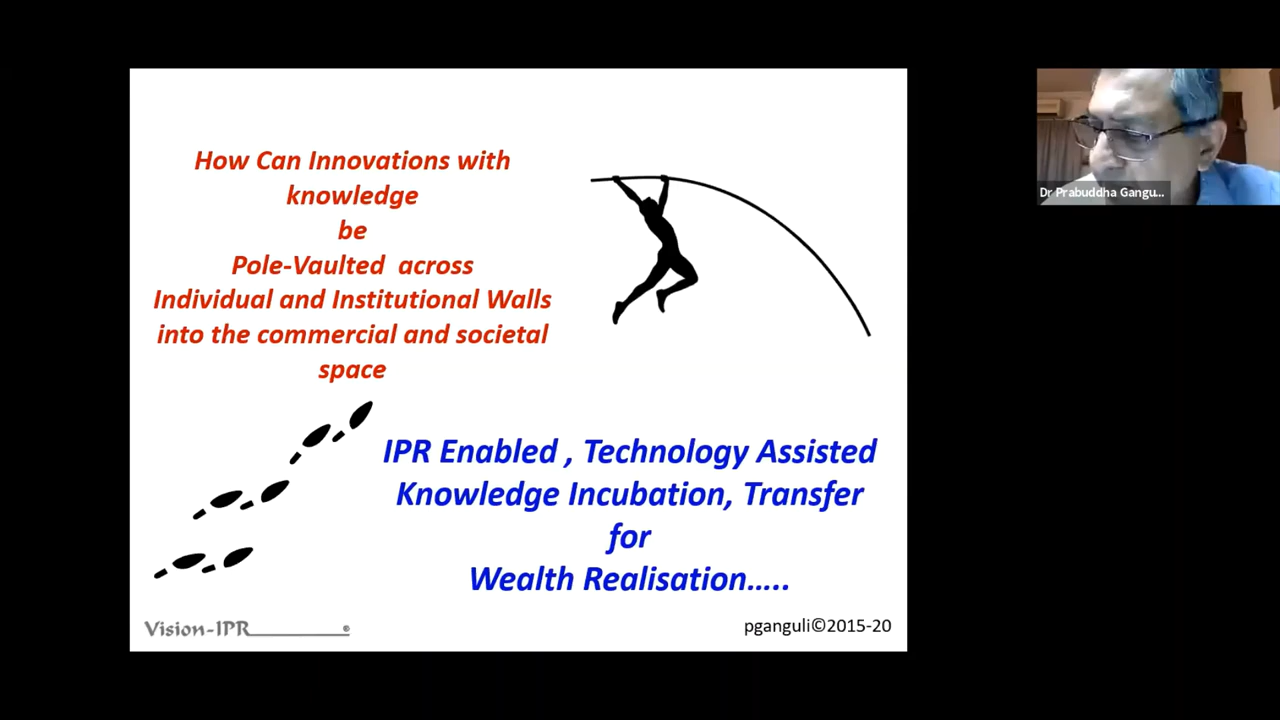 How Can Innovations with
knowledge
be
Pole-Vaulted across
Individual and Institutional Walls
into the commercial and societal
space
IPR Enabled , Technology Assisted
Knowledge Incubation, Transfer
for
Wealth Realisation.....
Vision-IPR ®
pganguli©2015-20
Dr Prabuddha Gangu...